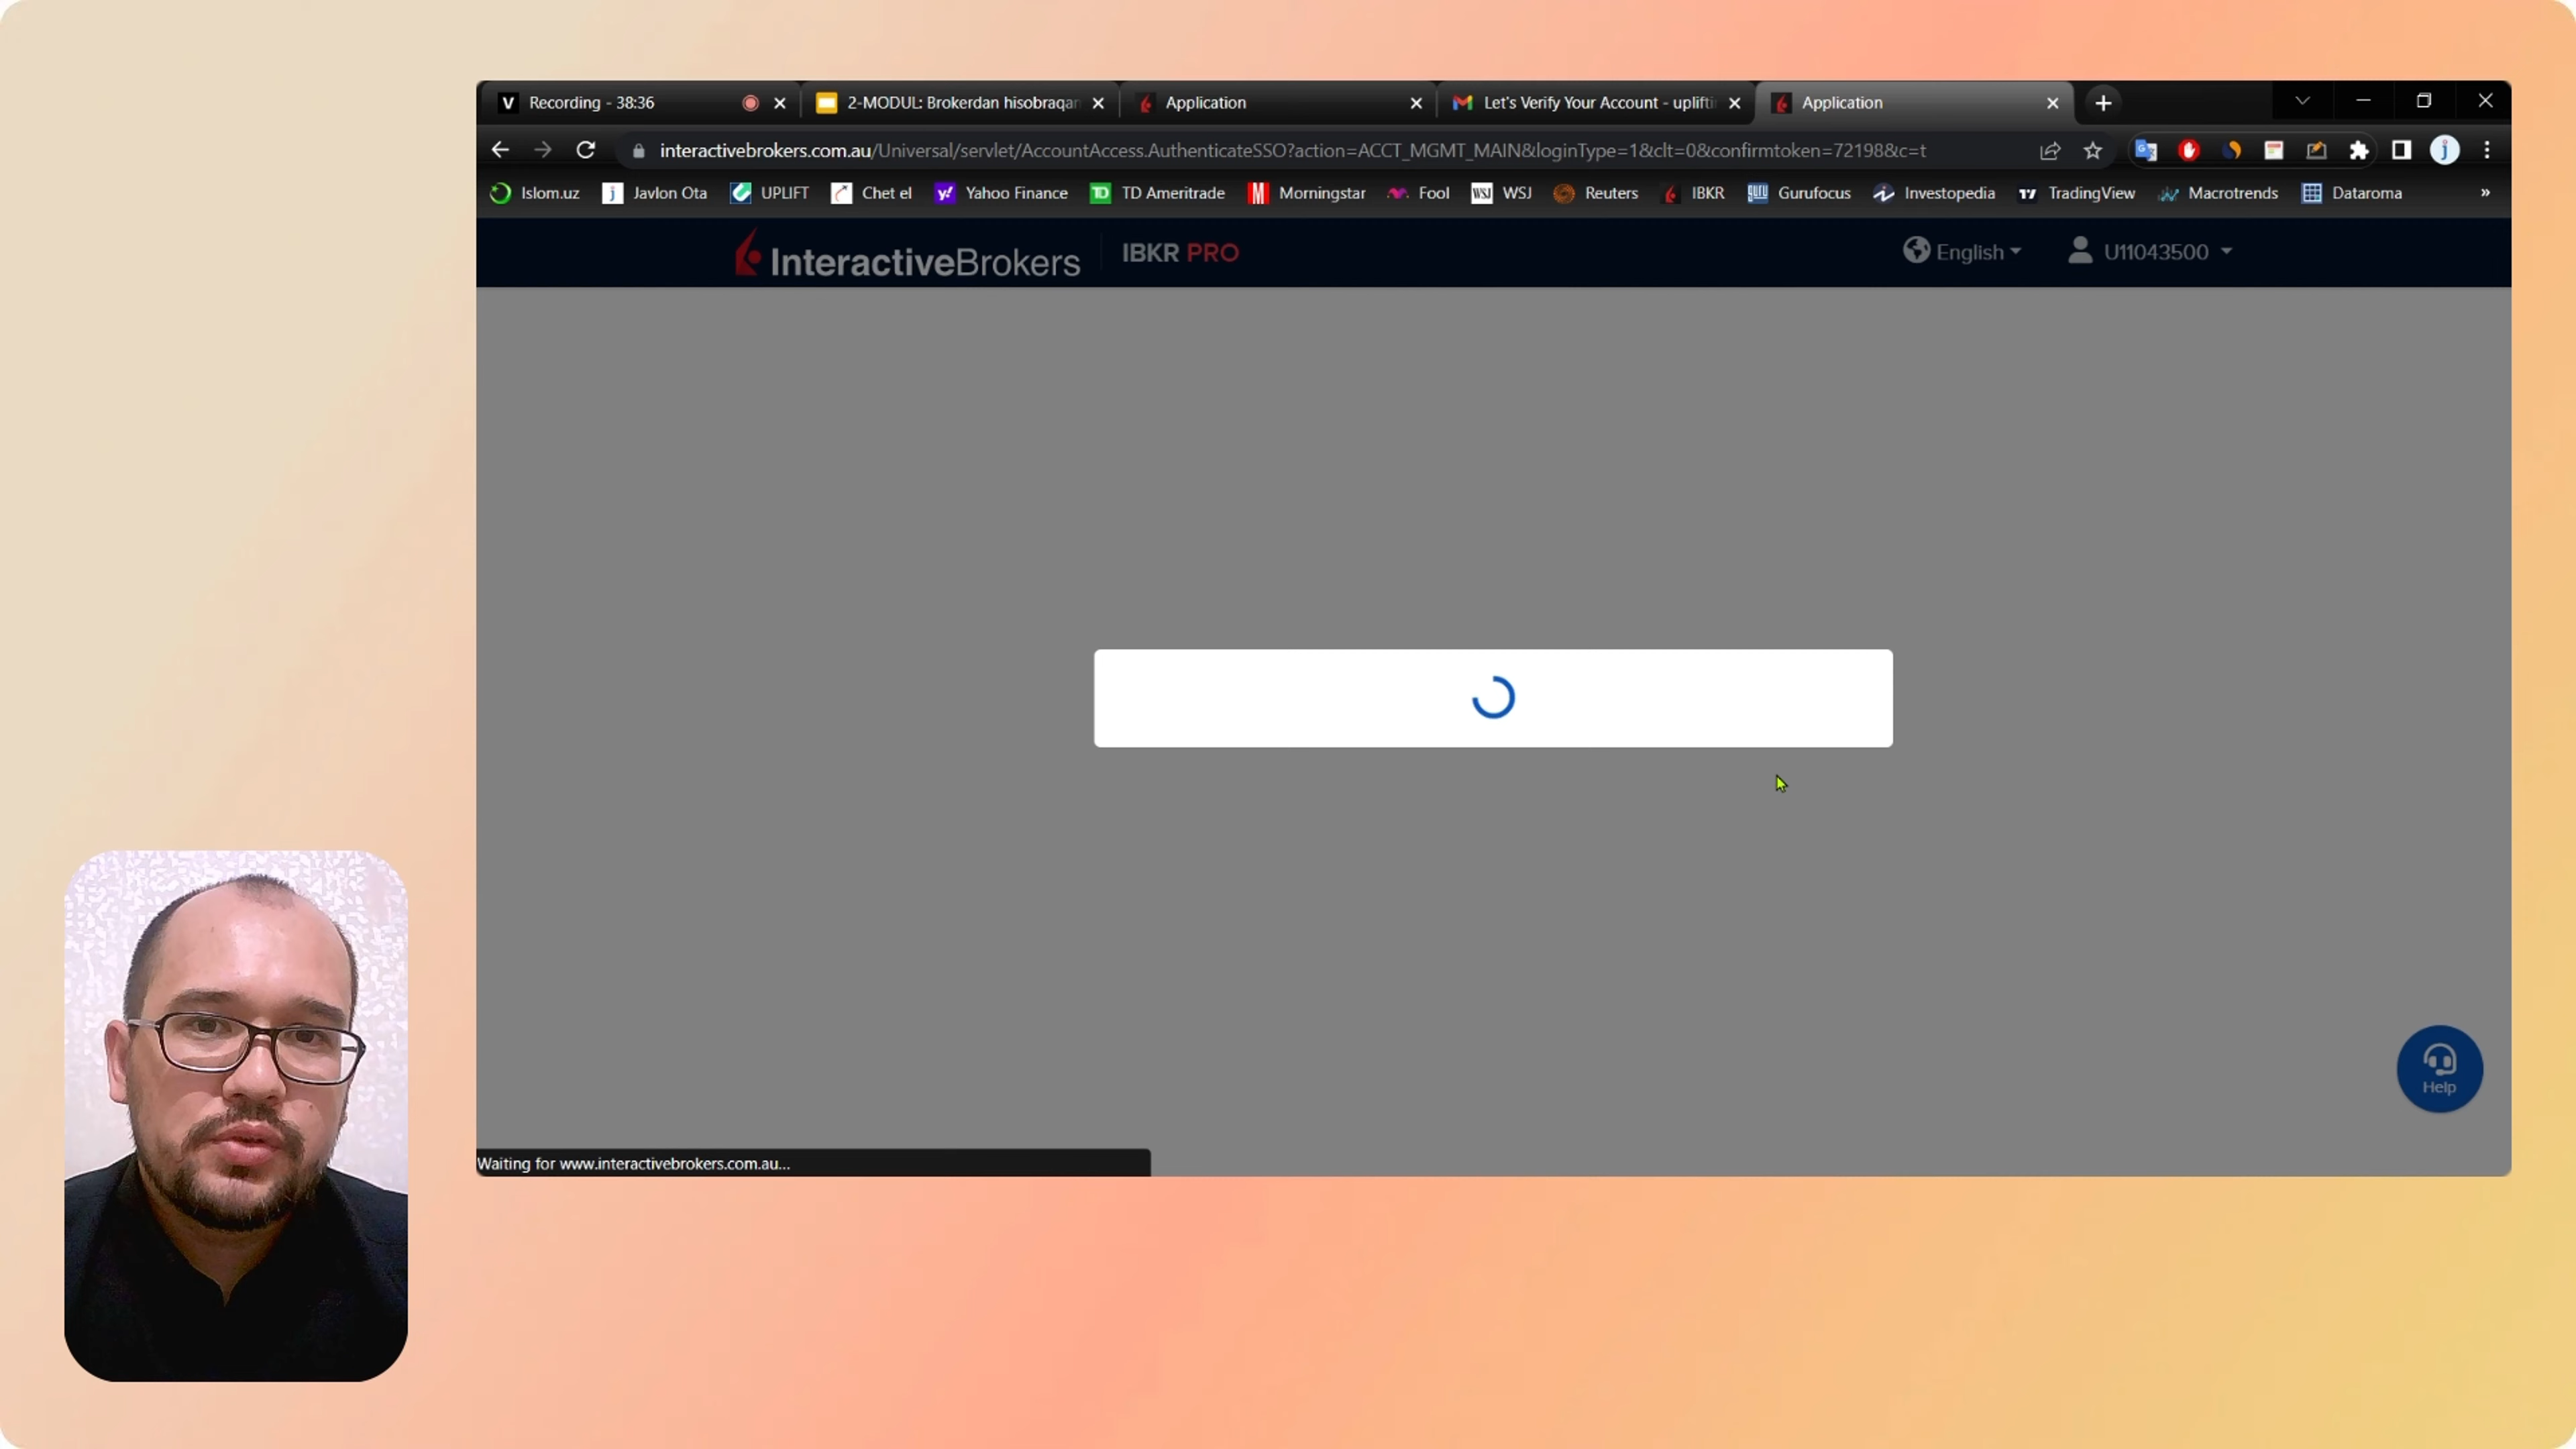 Recording - 38:36
2-MODUL: Brokerdan hisobraqan
Application
Let's Verify Your Account - uplifti
Application
interactivebrokers.com.au/Universal/servlet/AccountAccess.AuthenticateSSO?action=ACCT_MGMT_MAIN&loginType=1&clt=0&confirmtoken=72198&c=t
Islom.uz
Javlon Ota
UPLIFT
Chet el
Yahoo Finance
TD Ameritrade
Morningstar
Fool
WSJ
Reuters
IBKR
Gurufocus
Investopedia
TradingView
Macrotrends
Dataroma
»
InteractiveBrokers
IBKR PRO
English
U11043500
Help
Waiting for www.interactivebrokers.com.au...